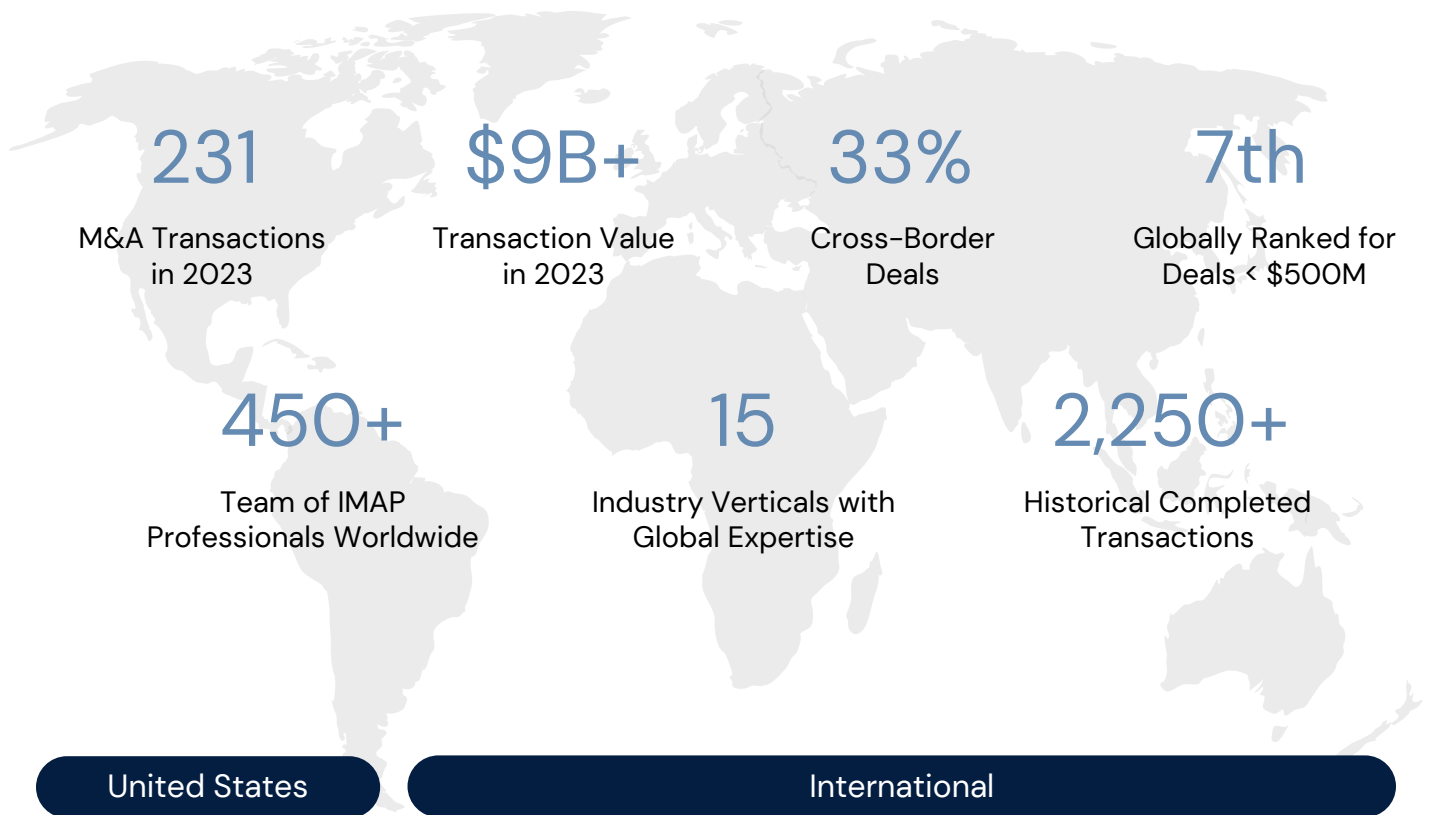 231
M&A Transactions
in 2023
$9B+
Transaction Value
in 2023
33%
Cross-Border
Deals
7th
Globally Ranked for
Deals < $500M
450+
Team of IMAP
Professionals Worldwide
15
Industry Verticals with
Global Expertise
2,250+
Historical Completed
Transactions
United States
International